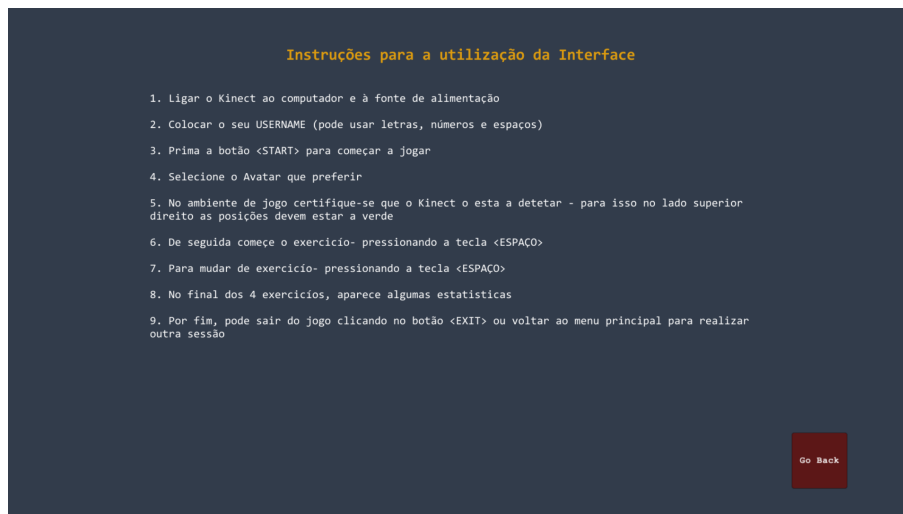 Instruções para a utilização da Interface
1. Ligar o Kinect ao computador e à fonte de alimentação
2. Colocar o seu USERNAME (pode usar letras, números e espaços)
3. Prima a botão <START> para começar a jogar
4. Selecione o Avatar que preferir
5. No ambiente de jogo certifique-se que o Kinect o esta a detetar - para isso no lado superior
direito as posições devem estar a verde
6. De seguida começe o exercicío- pressionando a tecla <ESPAÇO>
7. Para mudar de exercicío- pressionando a tecla <ESPAÇO>
8. No final dos 4 exercicíos, aparece algumas estatisticas
9. Por fim, pode sair do jogo clicando no botão <EXIT> ou voltar ao menu principal para realizar
outra sessão
Go Back